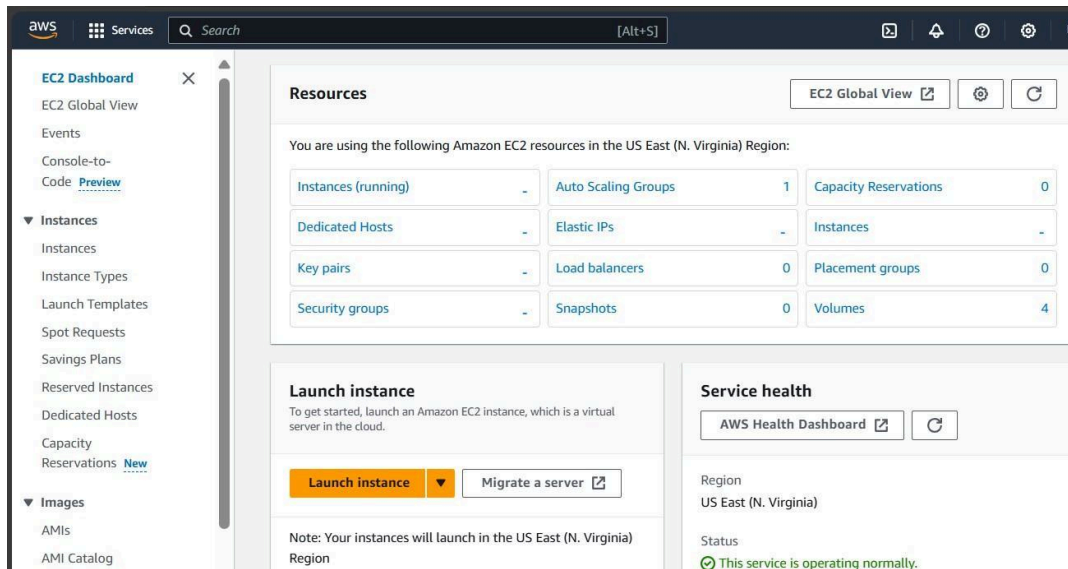 aws
Services
Search
[Alt+S]
EC2 Dashboard
EC2 Global View
Events
Console-to-
Code Preview
Instances
Instances
Instance Types
Launch Templates
Spot Requests
Savings Plans
Reserved Instances
Dedicated Hosts
Capacity
Reservations New
Images
AMIs
AMI Catalog
Resources
EC2 Global View
You are using the following Amazon EC2 resources in the US East (N. Virginia) Region:
Instances (running) -
Auto Scaling Groups 1
Capacity Reservations 0
Dedicated Hosts -
Elastic IPs -
Instances -
Key pairs -
Load balancers 0
Placement groups 0
Security groups -
Snapshots 0
Volumes 4
Launch instance
To get started, launch an Amazon EC2 instance, which is a virtual
server in the cloud.
Launch instance
Migrate a server
Note: Your instances will launch in the US East (N. Virginia)
Region
Service health
AWS Health Dashboard
Region
US East (N. Virginia)
Status
This service is operating normally.